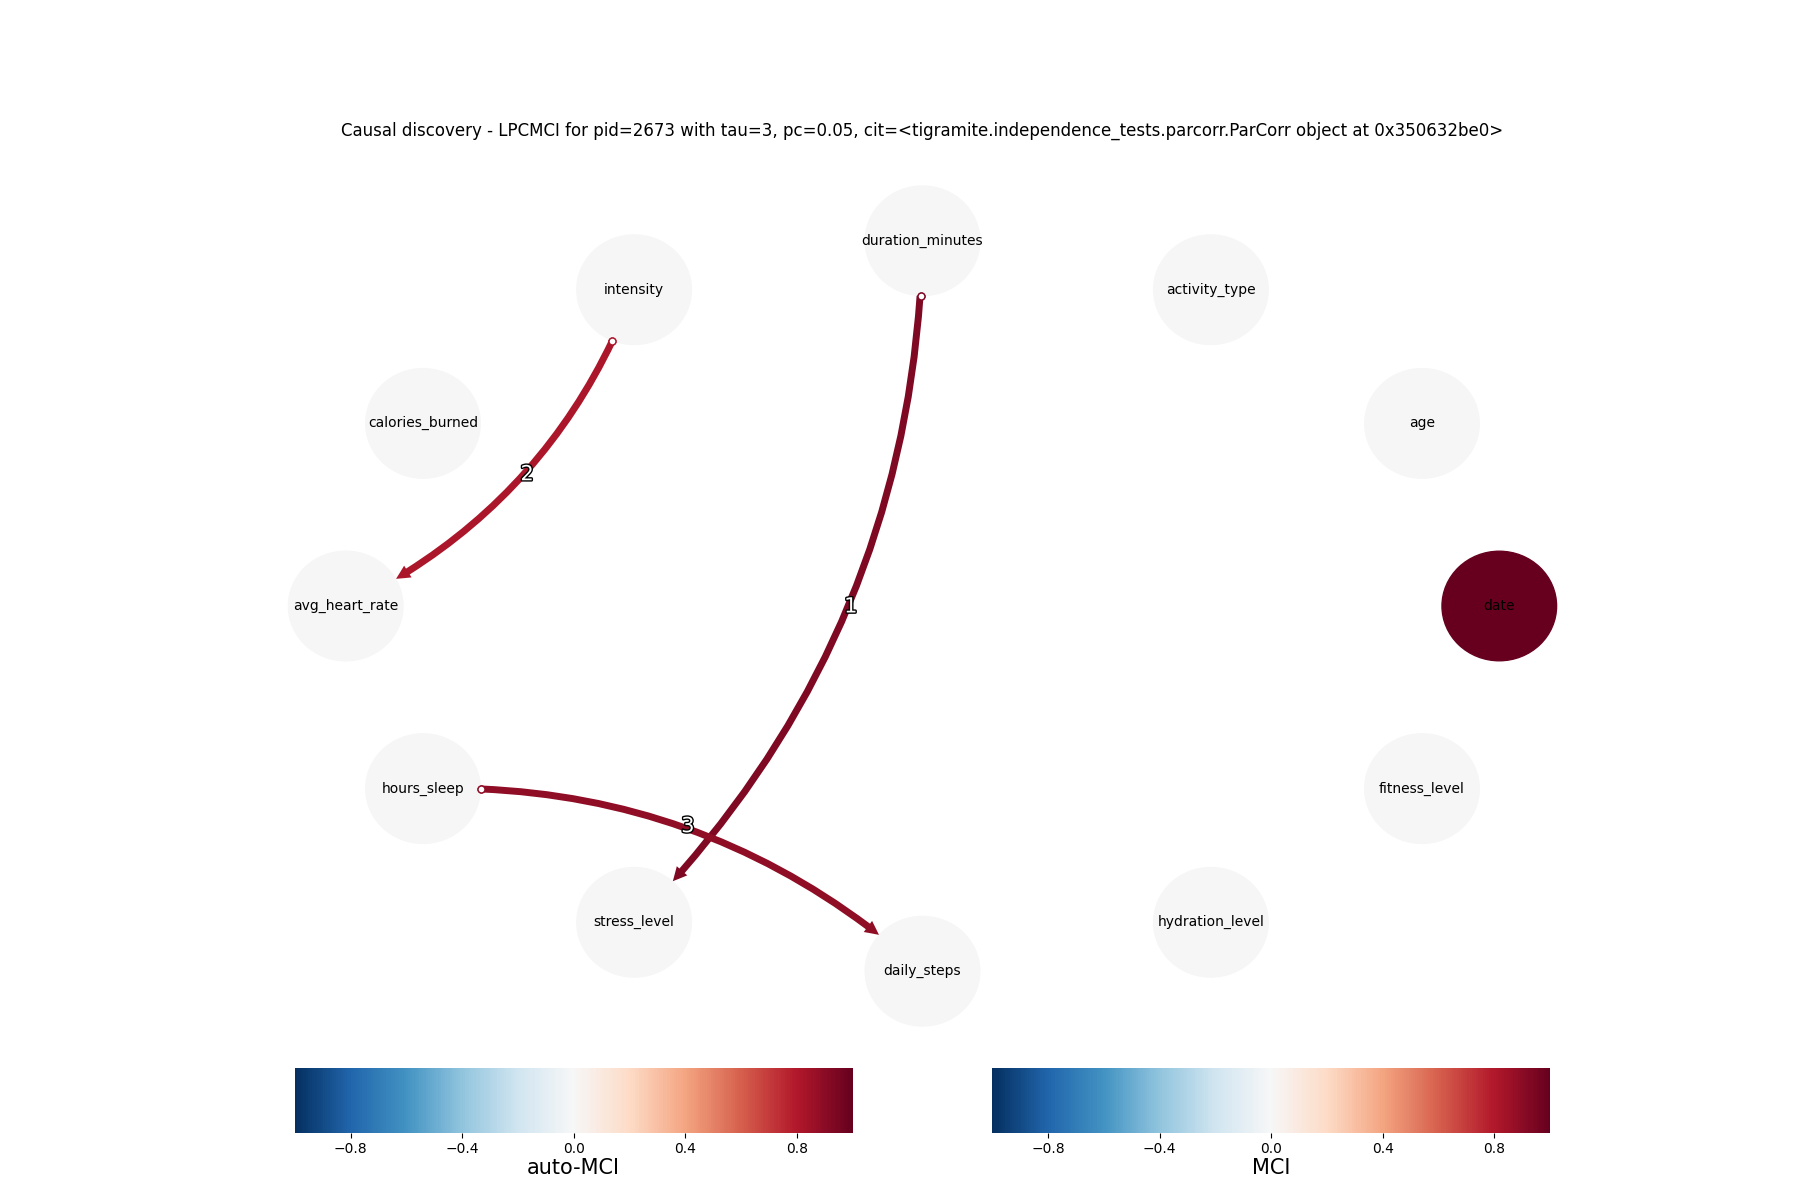 Causal discovery - LPCMCI for pid=2673 with tau=3, pc=0.05, cit=<tigramite.independence_tests.parcorr.ParCorr object at 0x350632be0>
duration_minutes
intensity
activity_type
calories_burned
age
2
avg_heart_rate
1
date
hours_sleep
fitness_level
3
stress_level
hydration_level
daily_steps
−0.8 −0.4 0.0 0.4 0.8
auto-MCI
−0.8 −0.4 0.0 0.4 0.8
MCI